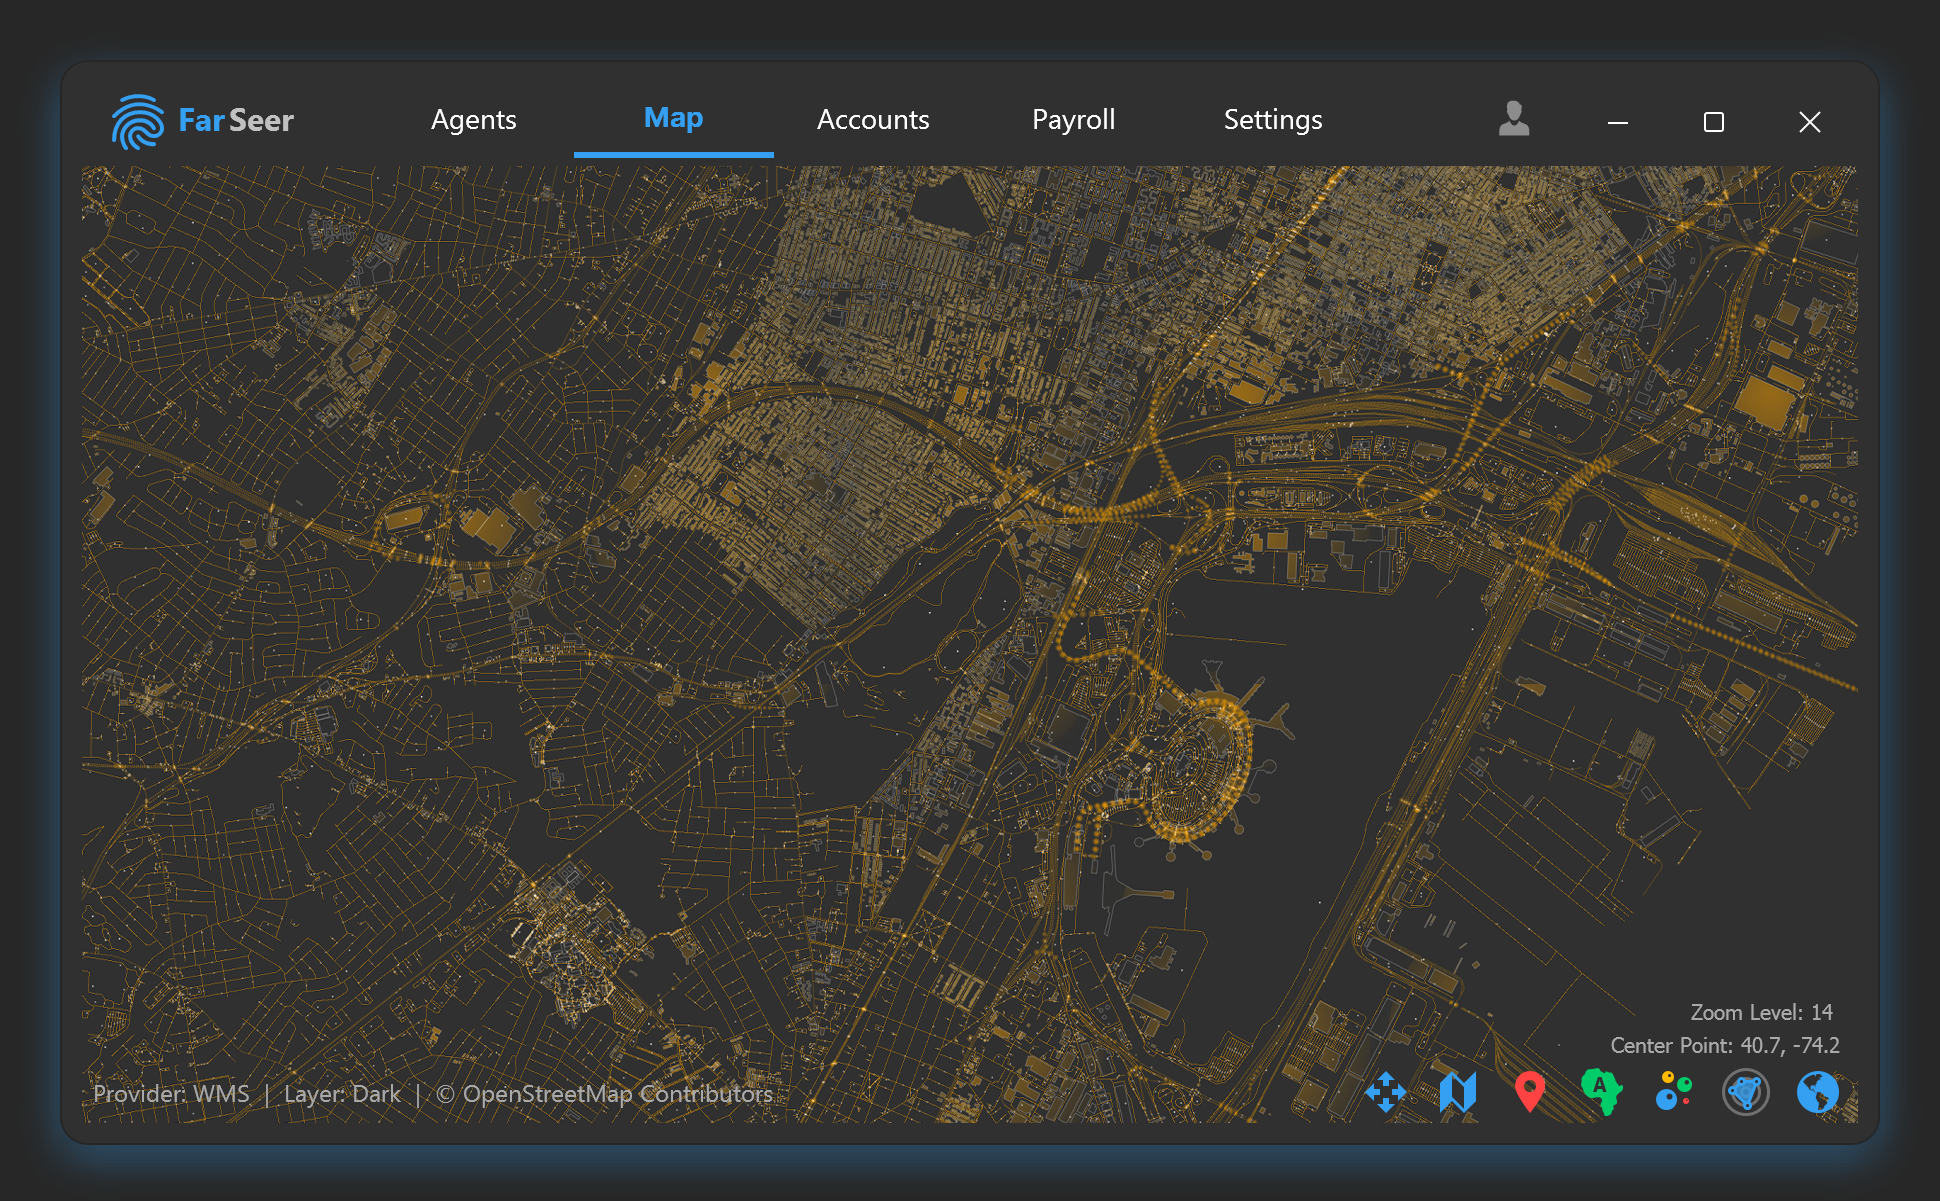 FarSeer
Agents
Map
Accounts
Payroll
Settings
Zoom Level: 14
Center Point: 40.7, -74.2
Provider: WMS | Layer: Dark | © OpenStreetMap Contributors
A